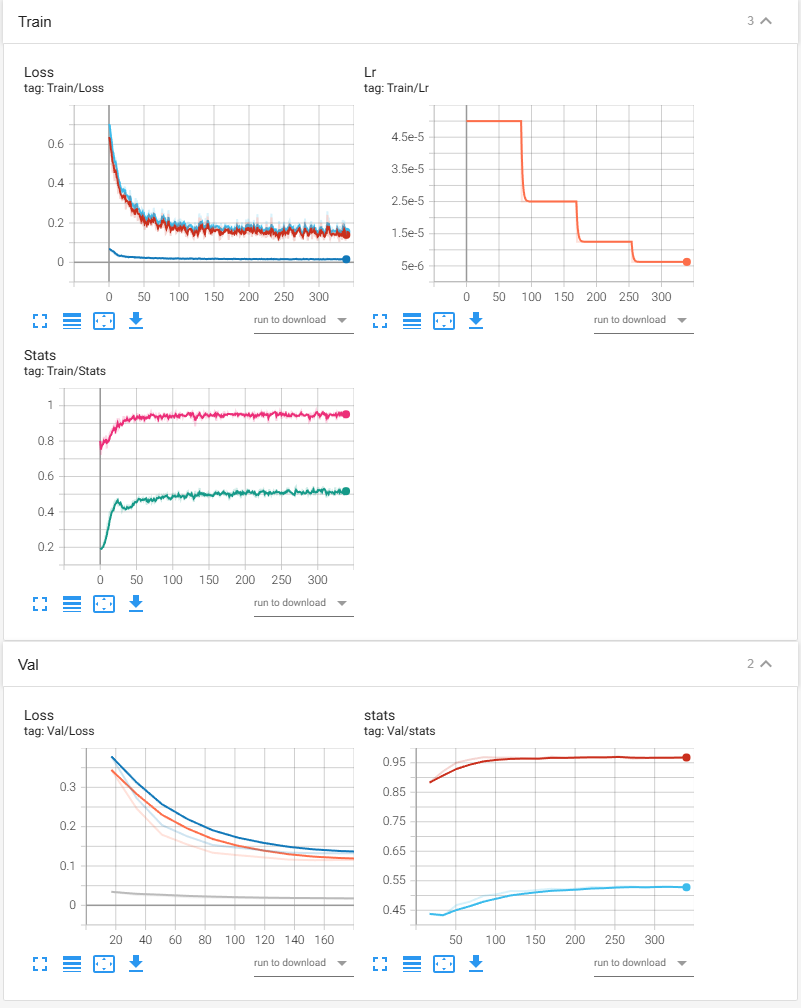 Train
3
Loss
tag: Train/Loss
0.6
0.4
0.2
0
0 50 100 150 200 250 300
run to download
Lr
tag: Train/Lr
4.5e-5
3.5e-5
2.5e-5
1.5e-5
5e-6
0 50 100 150 200 250 300
run to download
Stats
tag: Train/Stats
1
0.8
0.6
0.4
0.2
0 50 100 150 200 250 300
run to download
Val
2
Loss
tag: Val/Loss
0.3
0.2
0.1
0
20 40 60 80 100 120 140 160
run to download
stats
tag: Val/stats
0.95
0.85
0.75
0.65
0.55
0.45
50 100 150 200 250 300
run to download